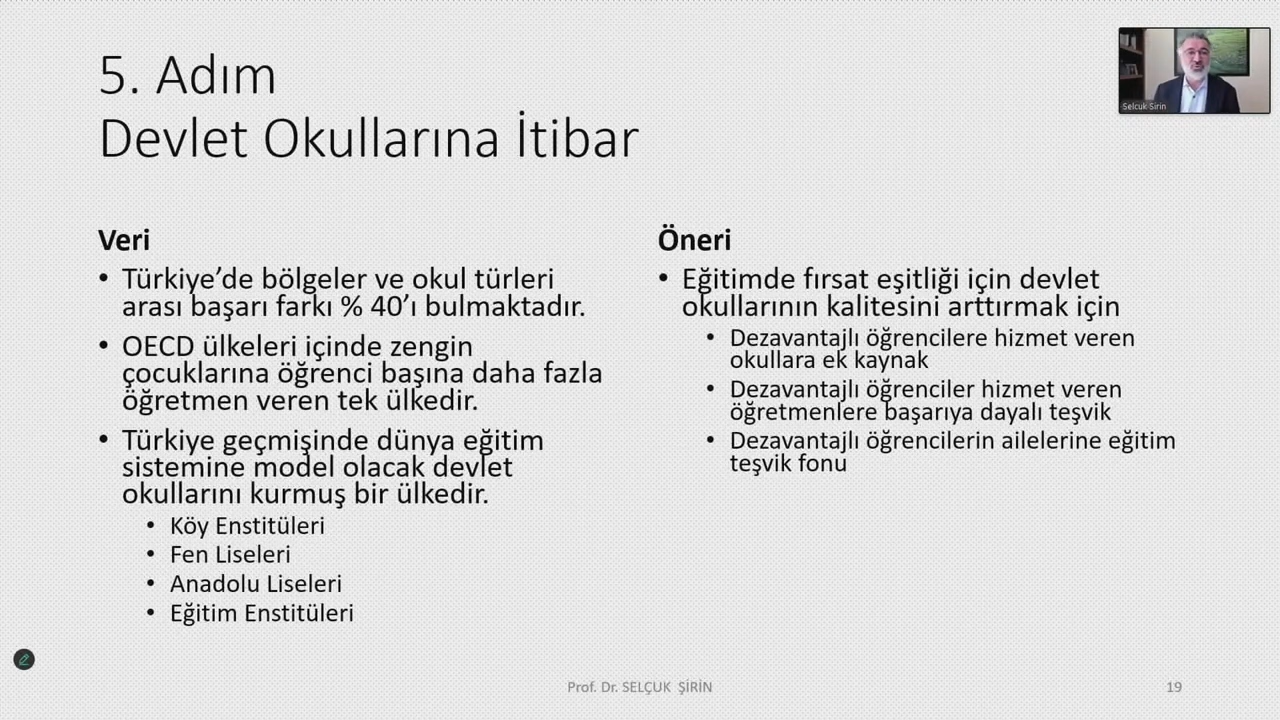 5. Adım
Devlet Okullarına İtibar
Selcuk Sirin
Veri
• Türkiye’de bölgeler ve okul türleri
arası başarı farkı % 40’ı bulmaktadır.
• OECD ülkeleri içinde zengin
çocuklarına öğrenci başına daha fazla
öğretmen veren tek ülkedir.
• Türkiye geçmişinde dünya eğitim
sistemine model olacak devlet
okullarını kurmuş bir ülkedir.
• Köy Enstitüleri
• Fen Liseleri
• Anadolu Liseleri
• Eğitim Enstitüleri
Öneri
• Eğitimde fırsat eşitliği için devlet
okullarının kalitesini arttırmak için
• Dezavantajlı öğrencilere hizmet veren
okullara ek kaynak
• Dezavantajlı öğrenciler hizmet veren
öğretmenlere başarıya dayalı teşvik
• Dezavantajlı öğrencilerin ailelerine eğitim
teşvik fonu
Prof. Dr. SELÇUK ŞİRİN
19